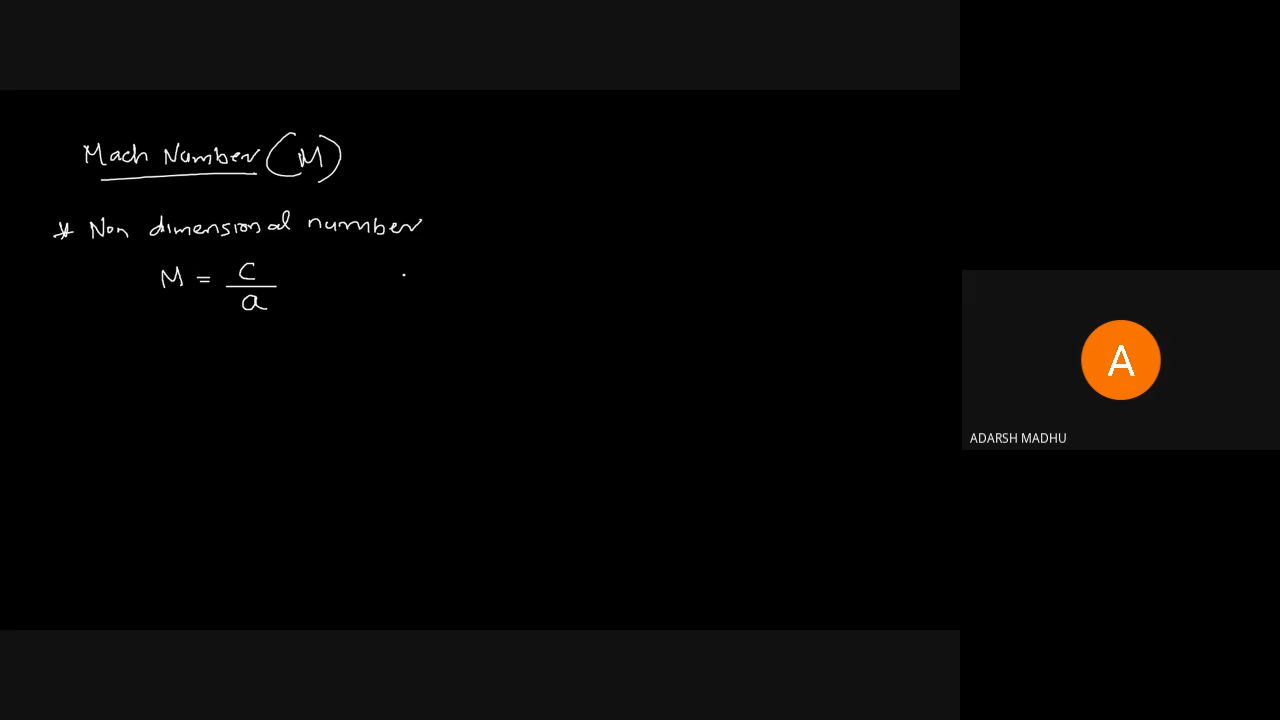 Mach Number (M)
* Non dimensional number
M = c / a
A
ADARSH MADHU